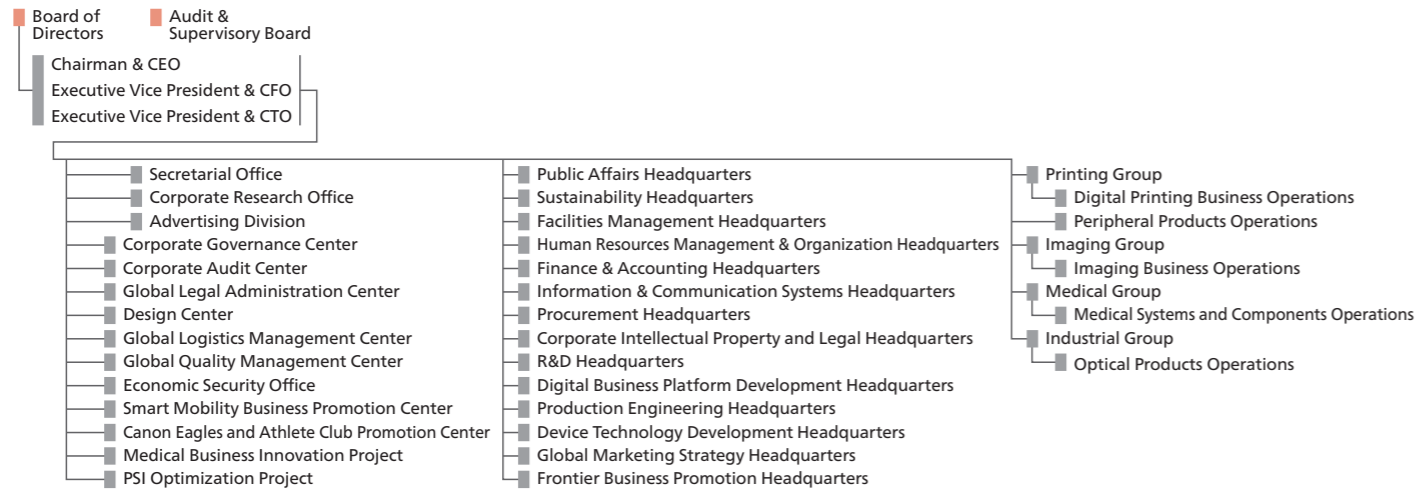 Board of
Directors
Audit &
Supervisory Board
Chairman & CEO
Executive Vice President & CFO
Executive Vice President & CTO
Secretarial Office
Corporate Research Office
Advertising Division
Corporate Governance Center
Corporate Audit Center
Global Legal Administration Center
Design Center
Global Logistics Management Center
Global Quality Management Center
Economic Security Office
Smart Mobility Business Promotion Center
Canon Eagles and Athlete Club Promotion Center
Medical Business Innovation Project
PSI Optimization Project
Public Affairs Headquarters
Sustainability Headquarters
Facilities Management Headquarters
Human Resources Management & Organization Headquarters
Finance & Accounting Headquarters
Information & Communication Systems Headquarters
Procurement Headquarters
Corporate Intellectual Property and Legal Headquarters
R&D Headquarters
Digital Business Platform Development Headquarters
Production Engineering Headquarters
Device Technology Development Headquarters
Global Marketing Strategy Headquarters
Frontier Business Promotion Headquarters
Printing Group
Digital Printing Business Operations
Peripheral Products Operations
Imaging Group
Imaging Business Operations
Medical Group
Medical Systems and Components Operations
Industrial Group
Optical Products Operations